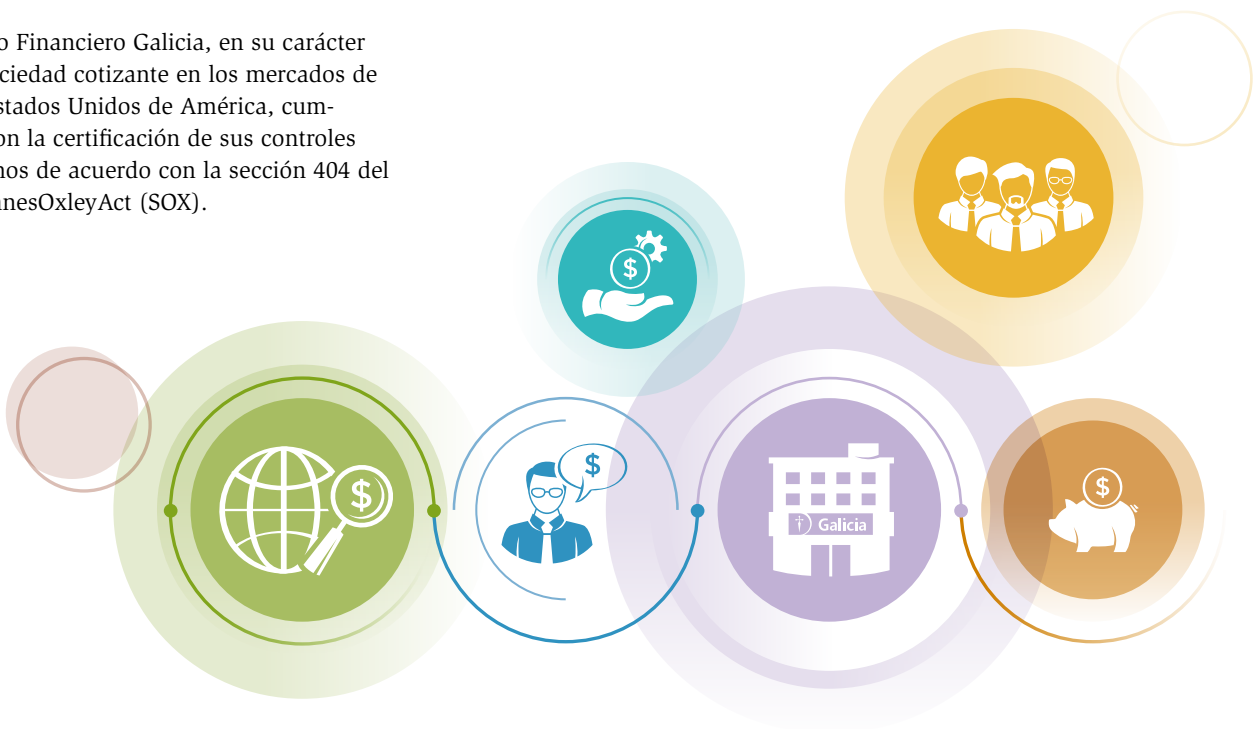 o Financiero Galicia, en su carácter
ciedad cotizante en los mercados de
stados Unidos de América, cum-
on la certificación de sus controles
nos de acuerdo con la sección 404 del
nesOxleyAct (SOX).
$
$
$
$
Galicia